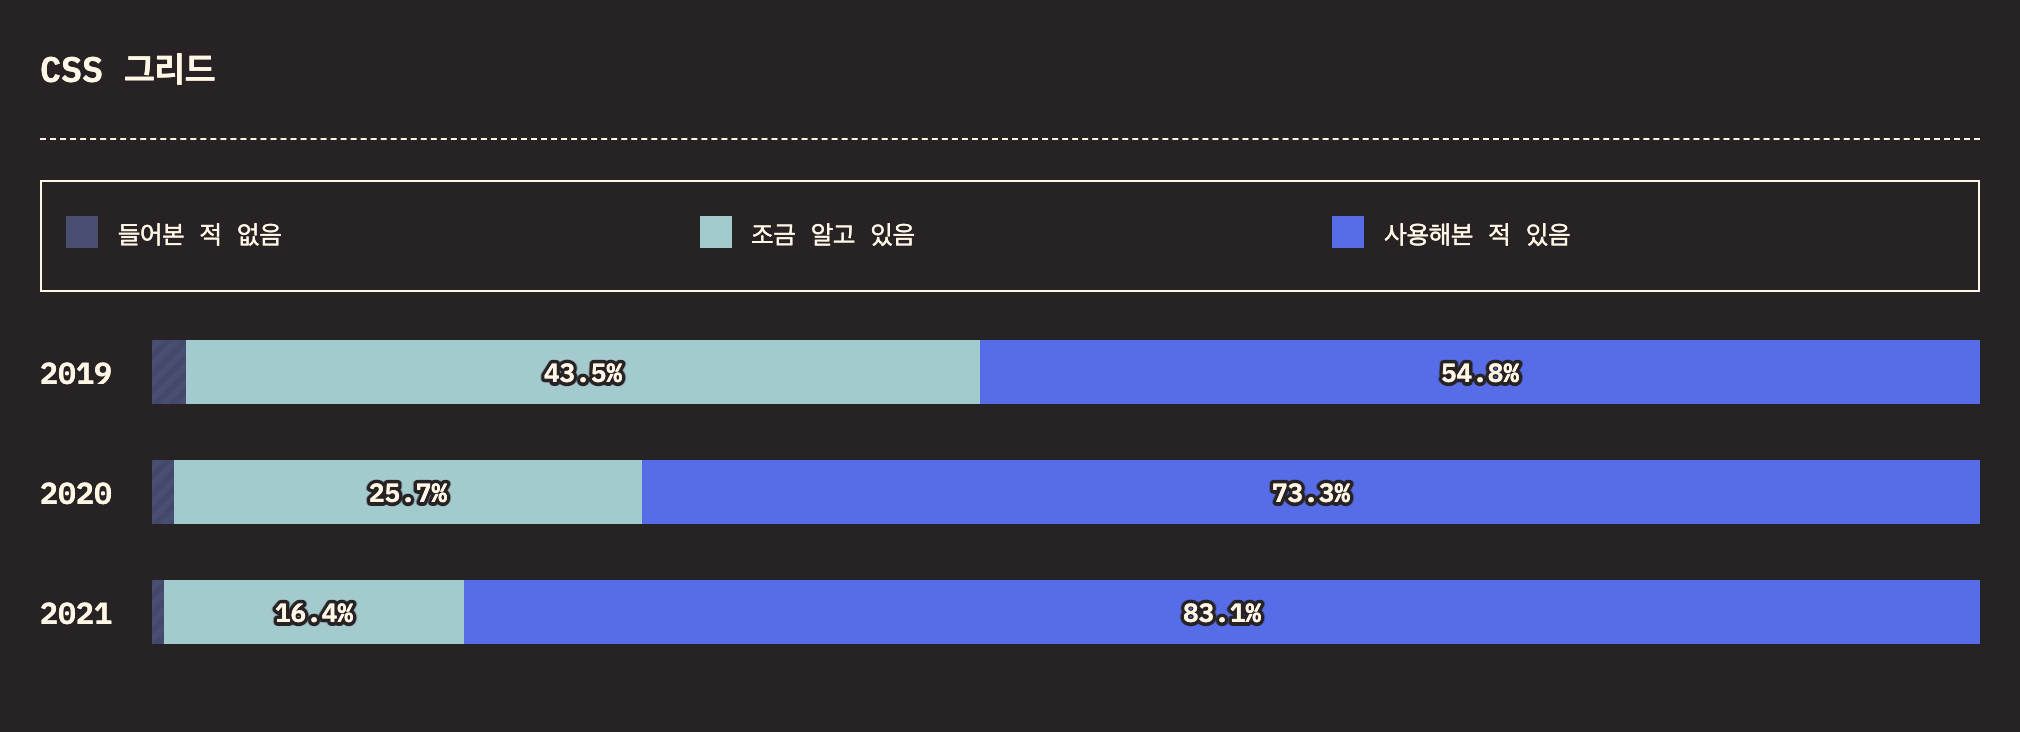 CSS 그리드
들어본 적 없음 조금 알고 있음 사용해본 적 있음
2019 43.5% 54.8%
2020 25.7% 73.3%
2021 16.4% 83.1%